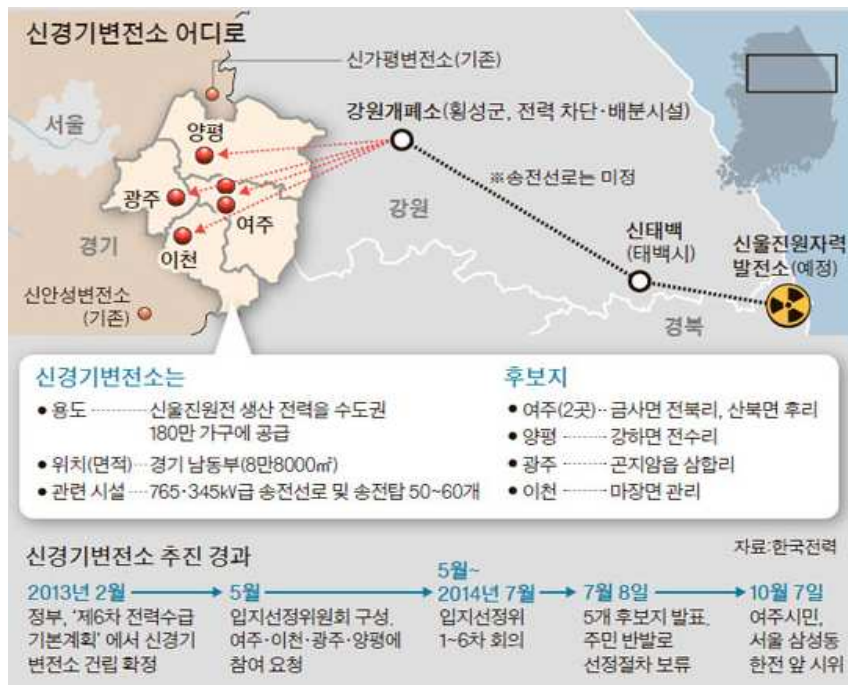 신경기변전소 어디로
신가평변전소(기존)
서울
양평
강원개폐소(횡성군, 전력 차단·배분시설)
※송전선로는 미정
광주
여주
강원
경기
이천
신태백
(태백시)
신울진원자력
발전소(예정)
신안성변전소
(기존)
경북
신경기변전소는
● 용도 ········· 신울진원전 생산 전력을 수도권
180만 가구에 공급
● 위치(면적) ·· 경기 남동부(8만8000㎡)
● 관련 시설 ··· 765·345㎸급 송전선로 및 송전탑 50~60개
후보지
● 여주(2곳) ·· 금사면 전북리, 산북면 후리
● 양평 ········ 강하면 전수리
● 광주 ········ 곤지암읍 삼합리
● 이천 ········ 마장면 관리
자료:한국전력
신경기변전소 추진 경과
2013년 2월
정부, ‘제6차 전력수급
기본계획’에서 신경기
변전소 건립 확정
5월
입지선정위원회 구성,
여주·이천·광주·양평에
참여 요청
5월~
2014년 7월
입지선정위
1~6차 회의
7월 8일
5개 후보지 발표,
주민 반발로
선정절차 보류
10월 7일
여주시민,
서울 삼성동
한전 앞 시위